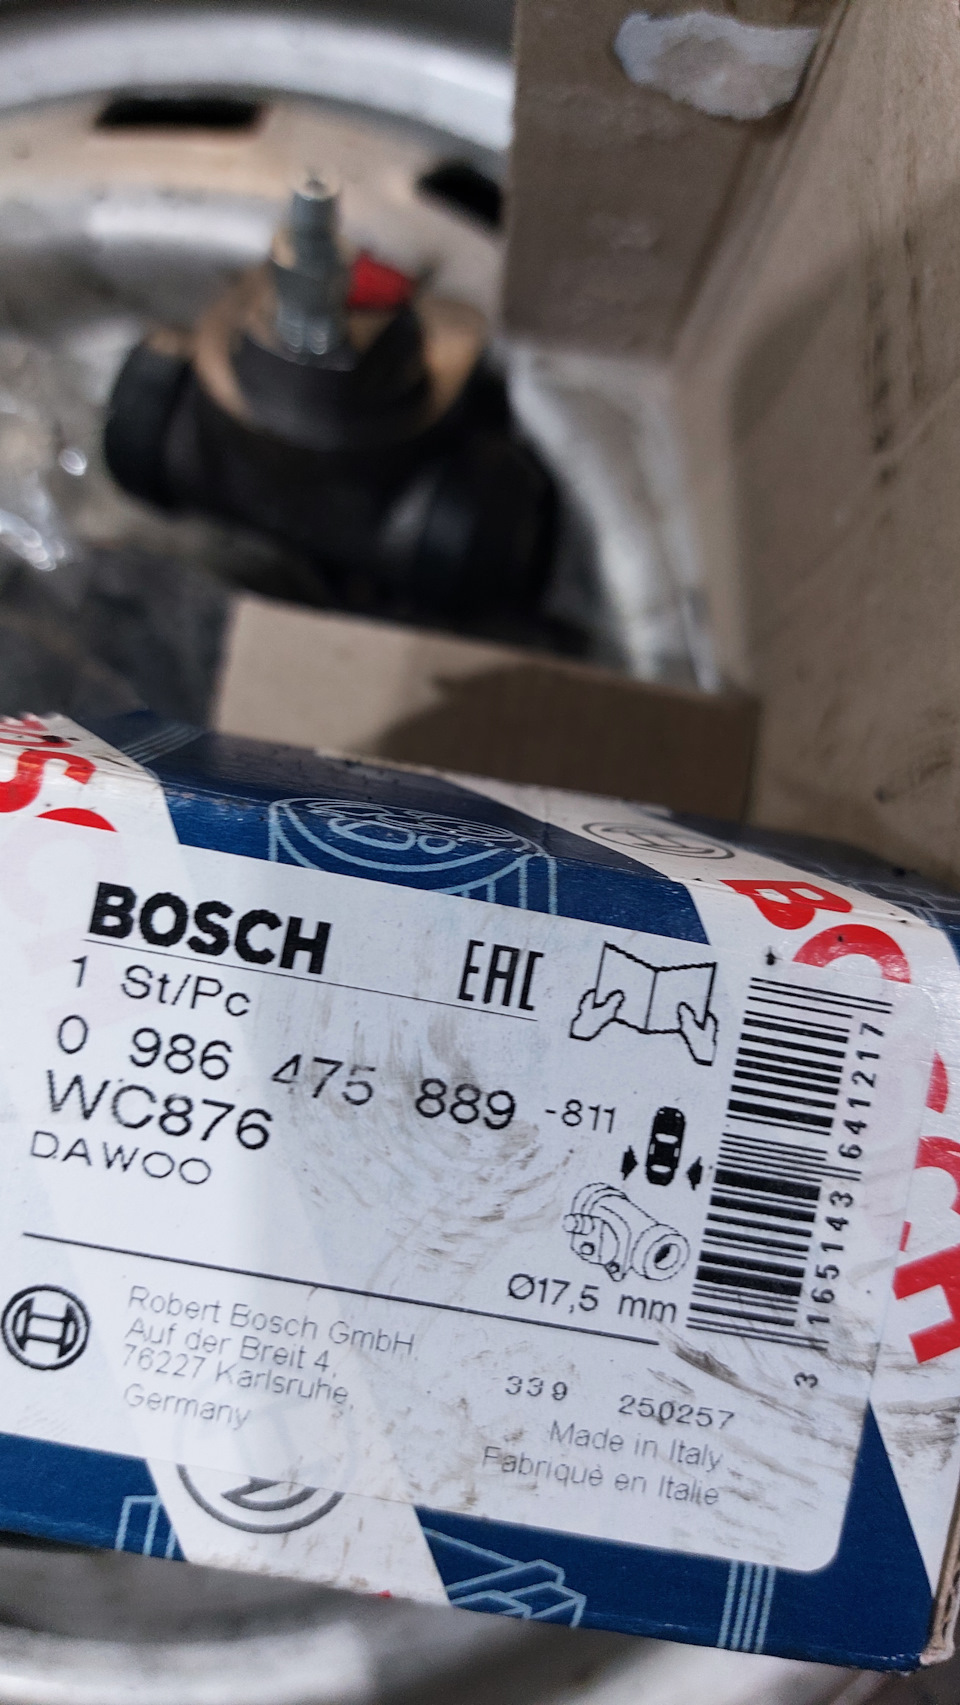 BOSCH
EAC
1 St/Pc
0 986 475 889 -811
WC876
DAWOO
Ø17,5 mm
Robert Bosch GmbH
Auf der Breit 4
76227 Karlsruhe,
Germany
339 250257
Made in Italy
Fabriqué en Italie
3 165143 641217